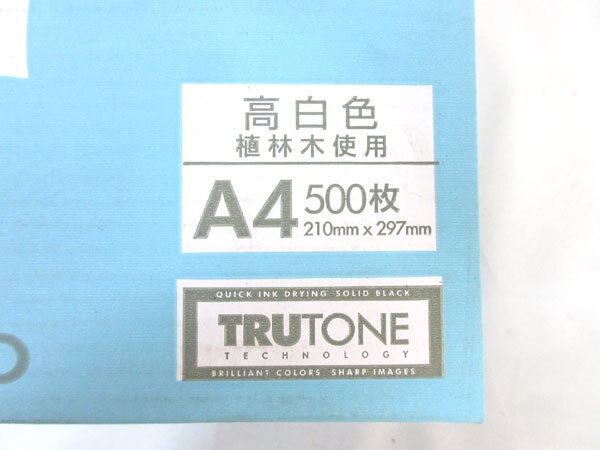 高白色
植林木使用
A4 500枚
210mm x 297mm
QUICK INK DRYING SOLID BLACK
TRUTONE
TECHNOLOGY
BRILLIANT COLORS SHARP IMAGES